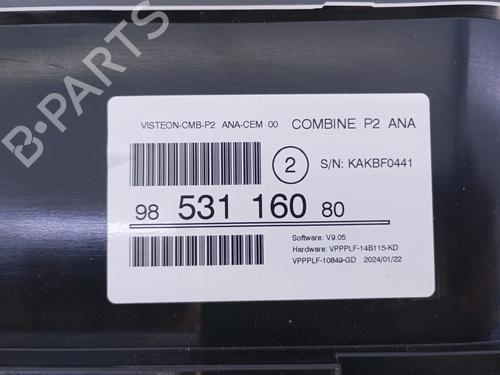 VISTEON-CMB-P2 ANA-CEM 00 COMBINE P2 ANA
2 S/N: KAKBF0441
98 531 160 80
Software: V9.05
Hardware: VPPPLF-14B115-KD
VPPPLF-10849-GD 2024/01/22
B-PARTS